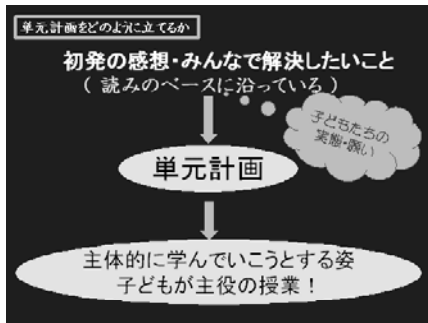 単元計画をどのように立てるか
初発の感想・みんなで解決したいこと
（ 読みのベースに沿っている ）
子どもたちの
実態・願い
単元計画
主体的に学んでいこうとする姿
子どもが主役の授業！